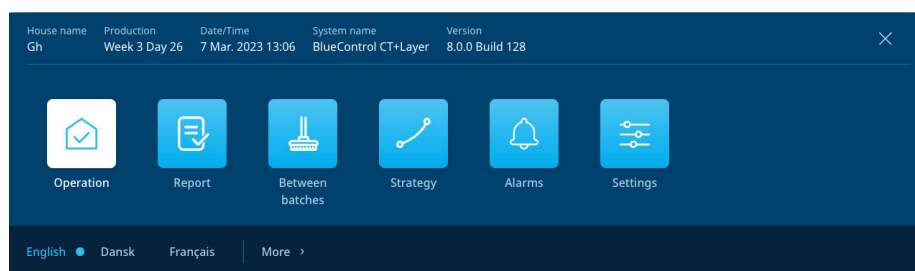 House name Production Date/Time System name Version
Gh Week 3 Day 26 7 Mar. 2023 13:06 BlueControl CT+Layer 8.0.0 Build 128
Operation Report Between batches Strategy Alarms Settings
English Dansk Français More >